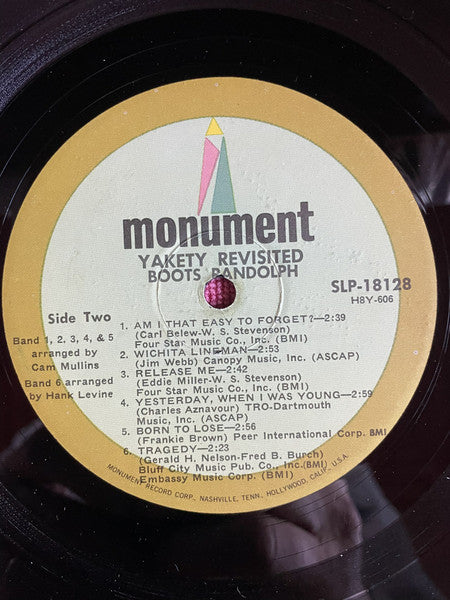 monument
YAKETY REVISITED
BOOTS RANDOLPH
SLP-18128
H8Y-606
Side Two
Band 1, 2, 3, 4, & 5
arranged by
Cam Mullins
Band 6 arranged
by Hank Levine
1. AM I THAT EASY TO FORGET?—2:39
(Carl Belew-W. S. Stevenson)
Four Star Music Co., Inc. (BMI)
2. WICHITA LINEMAN—2:53
(Jim Webb) Canopy Music, Inc. (ASCAP)
3. RELEASE ME—2:42
(Eddie Miller-W. S. Stevenson)
Four Star Music Co., Inc. (BMI)
4. YESTERDAY, WHEN I WAS YOUNG—2:59
(Charles Aznavour) TRO-Dartmouth
Music, Inc. (ASCAP)
5. BORN TO LOSE—2:56
(Frankie Brown) Peer International Corp. BMI
6. TRAGEDY—2:23
(Gerald H. Nelson-Fred B. Burch)
Bluff City Music Pub. Co., Inc.(BMI)
Embassy Music Corp. (BMI)
MONUMENT RECORD CORP. NASHVILLE, TENN. HOLLYWOOD, CALIF. U.S.A.